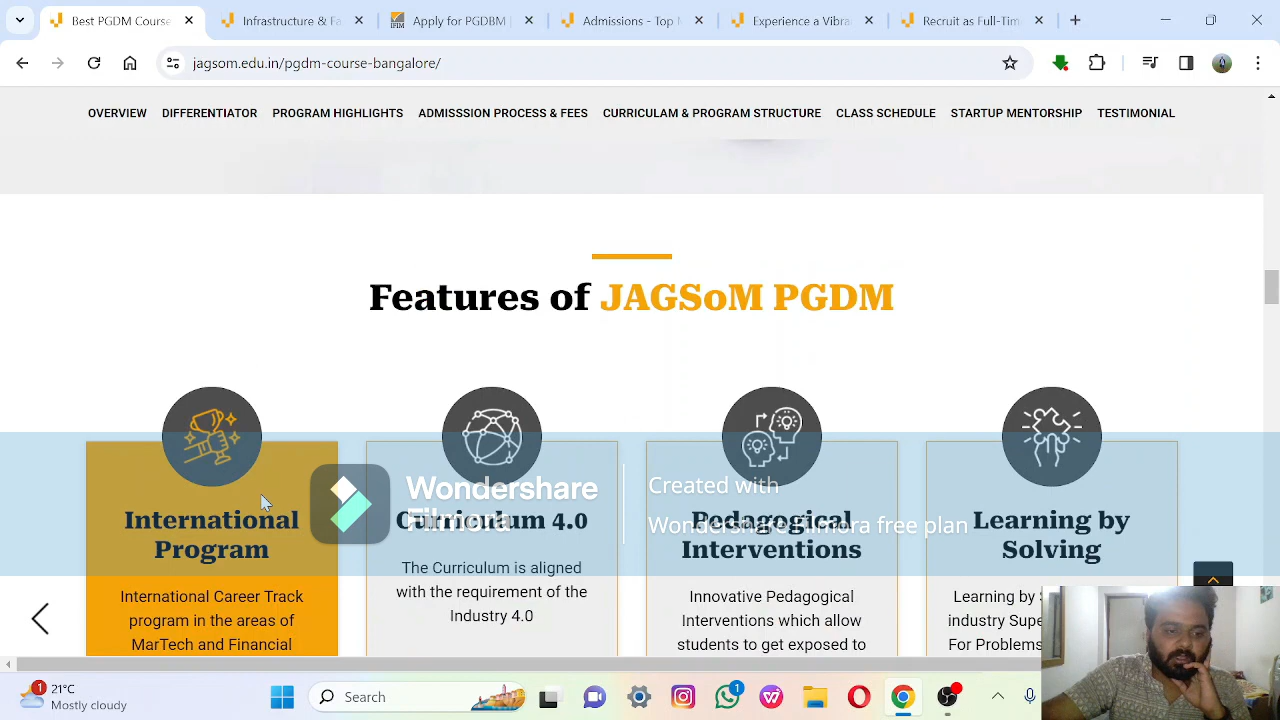 Best PGDM Course
Infrastructure & Fa
Apply for PGDBM
Admissions - Top
Experience a Vibra
Recruit as Full-Tim
jagsom.edu.in/pgdm-course-bangalore/
OVERVIEW DIFFERENTIATOR PROGRAM HIGHLIGHTS ADMISSSION PROCESS & FEES CURRICULAM & PROGRAM STRUCTURE CLASS SCHEDULE STARTUP MENTORSHIP TESTIMONIAL
Features of JAGSoM PGDM
International
Program
International Career Track
program in the areas of
MarTech and Financial
Curriculum 4.0
The Curriculum is aligned
with the requirement of the
Industry 4.0
Pedagogical
Interventions
Innovative Pedagogical
Interventions which allow
students to get exposed to
Learning by
Solving
Learning by
industry
For Problems
Wondershare
Filmora
Created with
Wondershare Filmora free plan
1
21°C
Mostly cloudy
Search
1